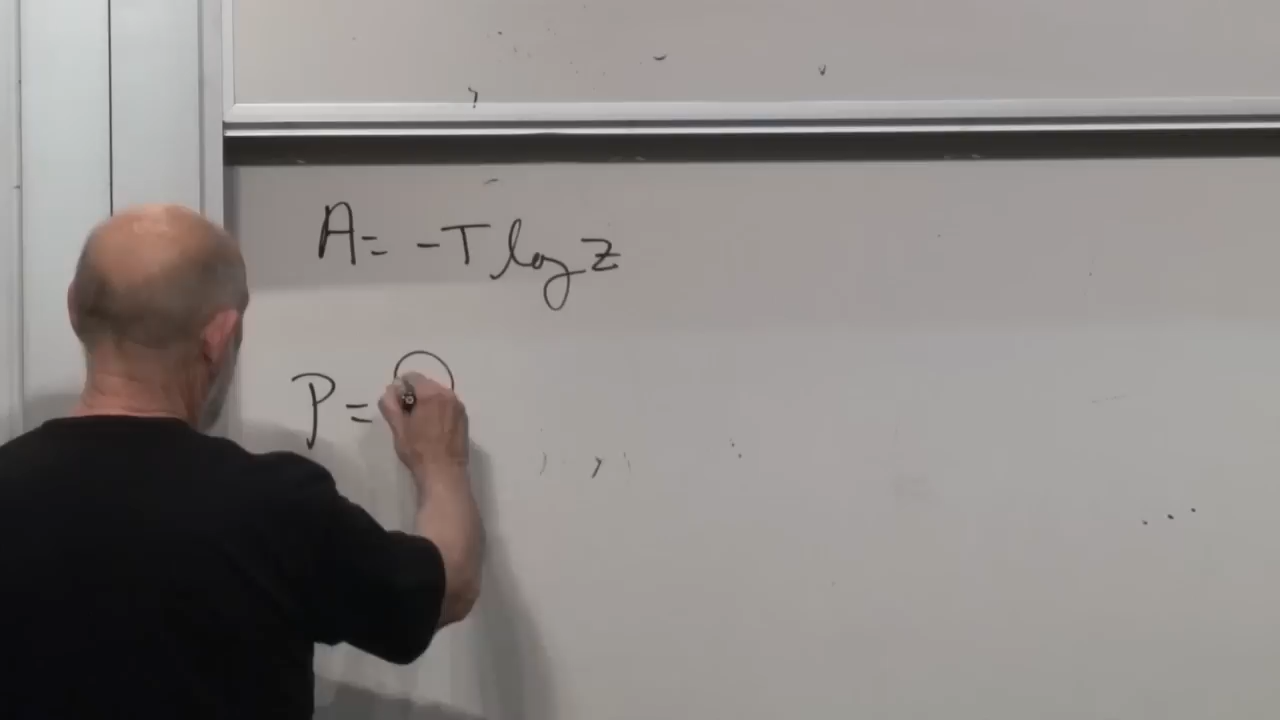 A = -T log Z
P =